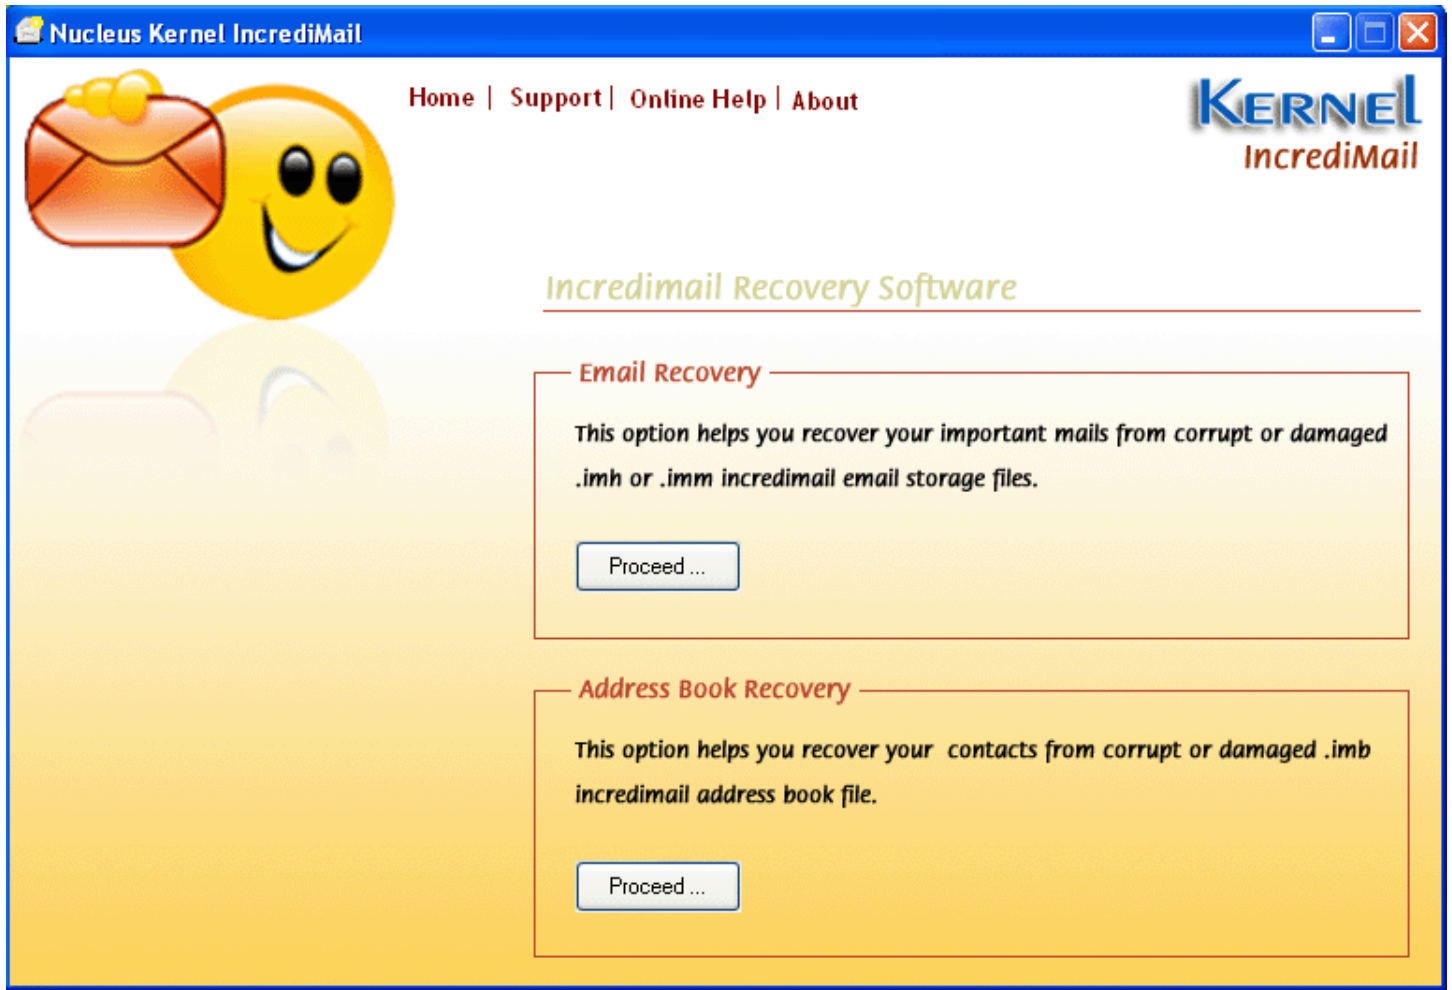 Nucleus Kernel IncrediMail
Home | Support | Online Help | About
KERNEl
IncrediMail
Incredimail Recovery Software
Email Recovery
This option helps you recover your important mails from corrupt or damaged
.imh or .imm incredimail email storage files.
Proceed ...
Address Book Recovery
This option helps you recover your  contacts from corrupt or damaged .imb
incredimail address book file.
Proceed ...